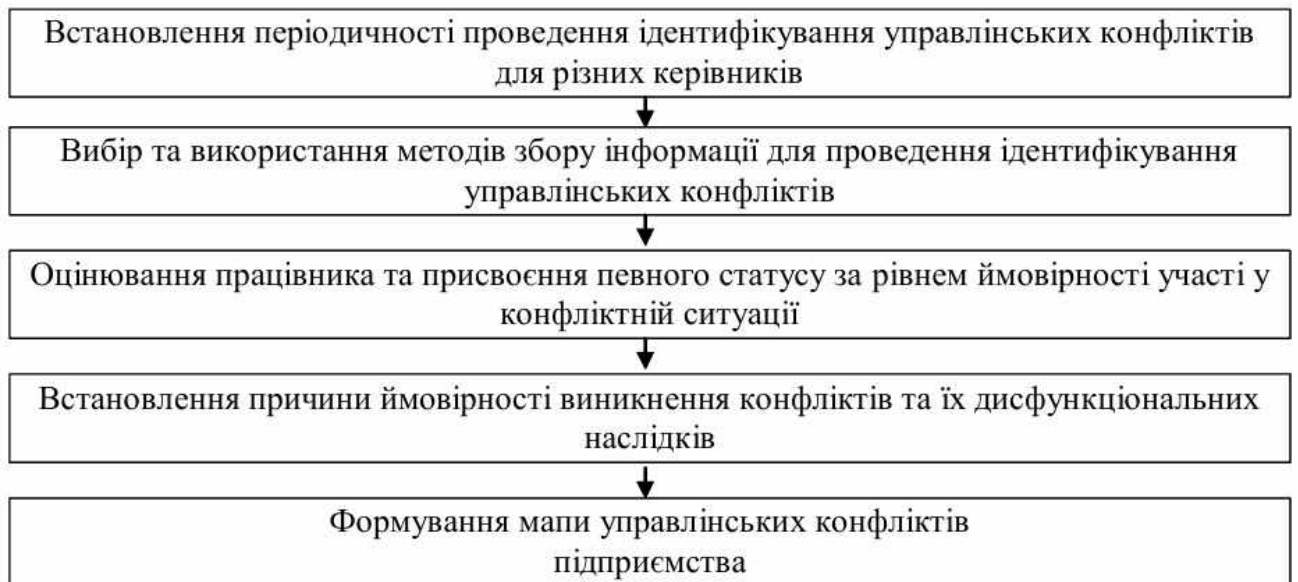 Встановлення періодичності проведення ідентифікування управлінських конфліктів
для різних керівників
Вибір та використання методів збору інформації для проведення ідентифікування
управлінських конфліктів
Оцінювання працівника та присвоєння певного статусу за рівнем ймовірності участі у
конфліктній ситуації
Встановлення причини ймовірності виникнення конфліктів та їх дисфункціональних
наслідків
Формування мапи управлінських конфліктів
підприємства